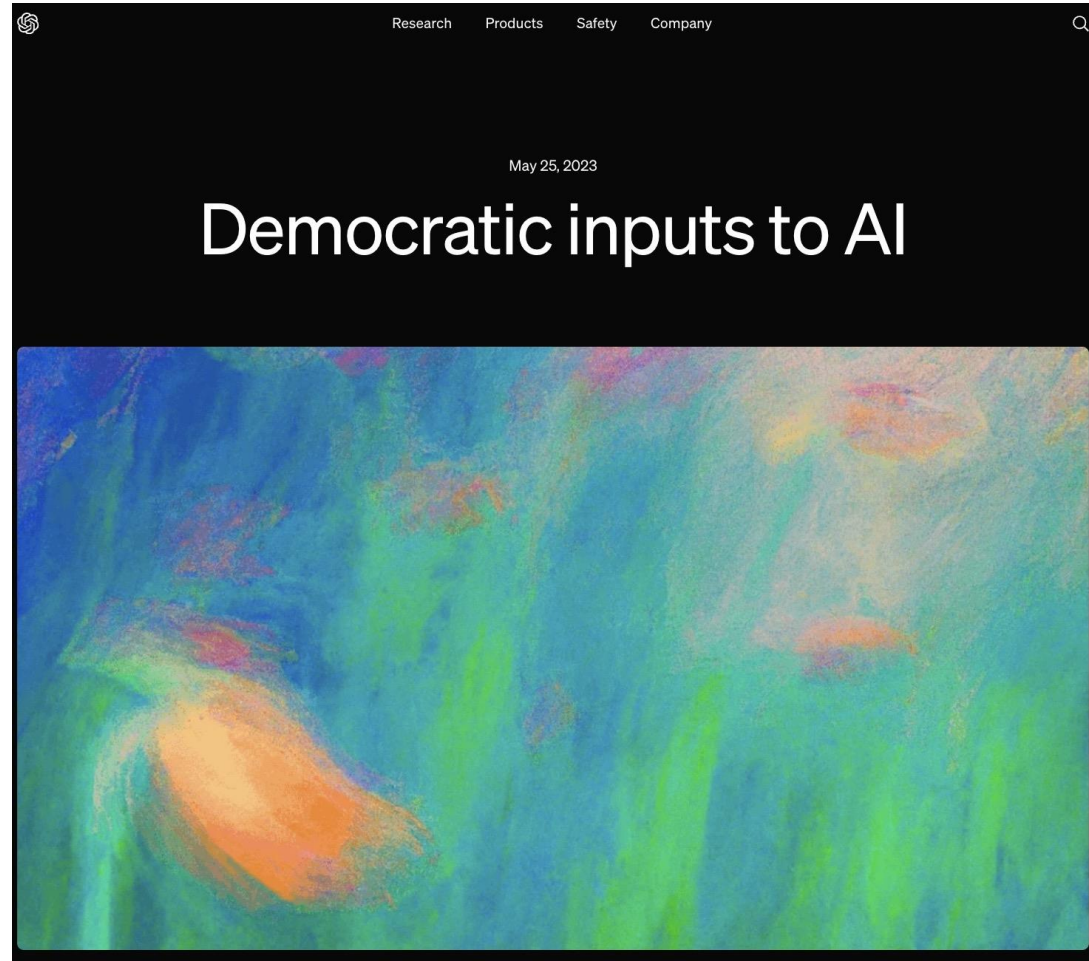 Research Products Safety Company
May 25, 2023
Democratic inputs to AI